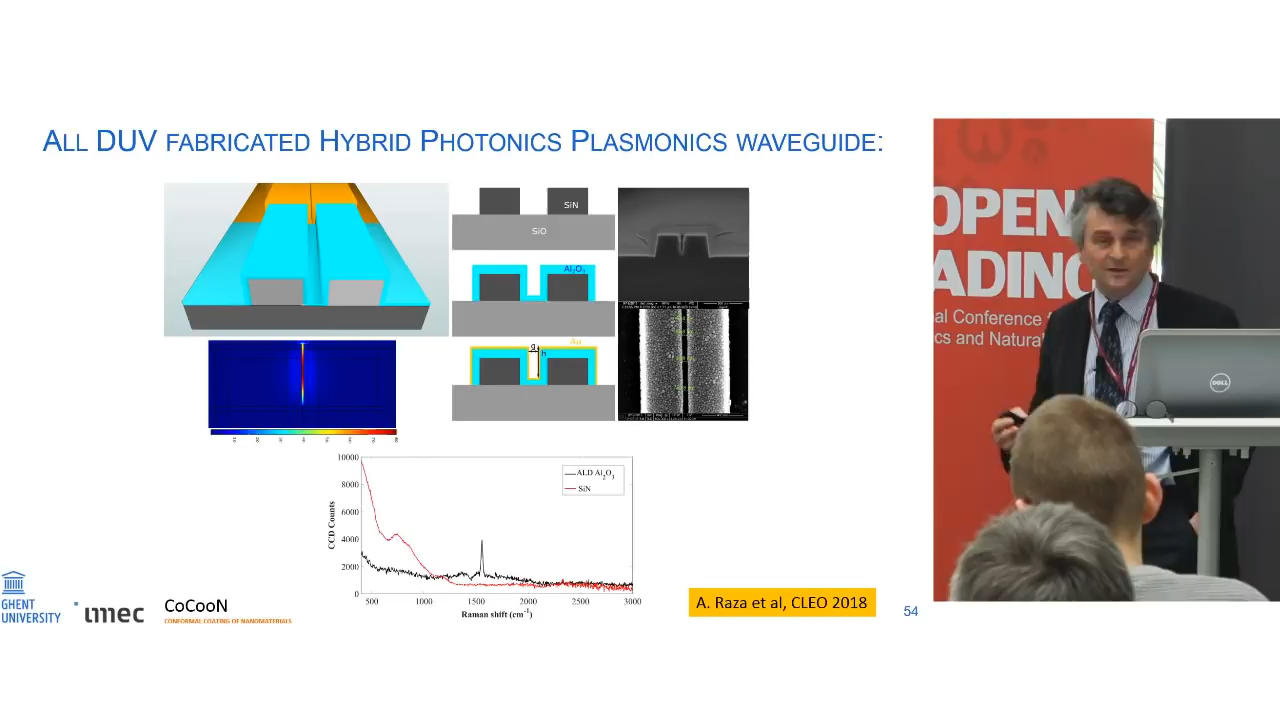 ALL DUV FABRICATED HYBRID PHOTONICS PLASMONICS WAVEGUIDE:
SiN
SiO
Al2O3
Au
g
h
10000
8000
6000
4000
2000
0
CCD Counts
ALD Al2O3
SiN
500
1000
1500
2000
2500
3000
Raman shift (cm-1)
GHENT
UNIVERSITY
imec
CoCooN
CONFORMAL COATING OF NANOMATERIALS
A. Raza et al, CLEO 2018
54
OPEN
ADING
al Conference
cs and Natural
DELL